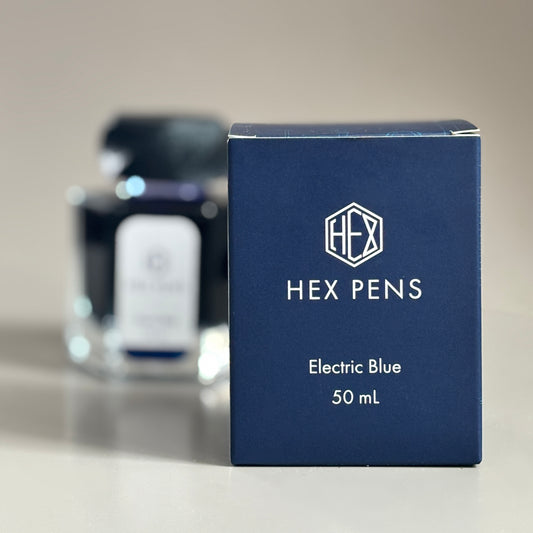 HEX
HEX PENS
Electric Blue
50 mL